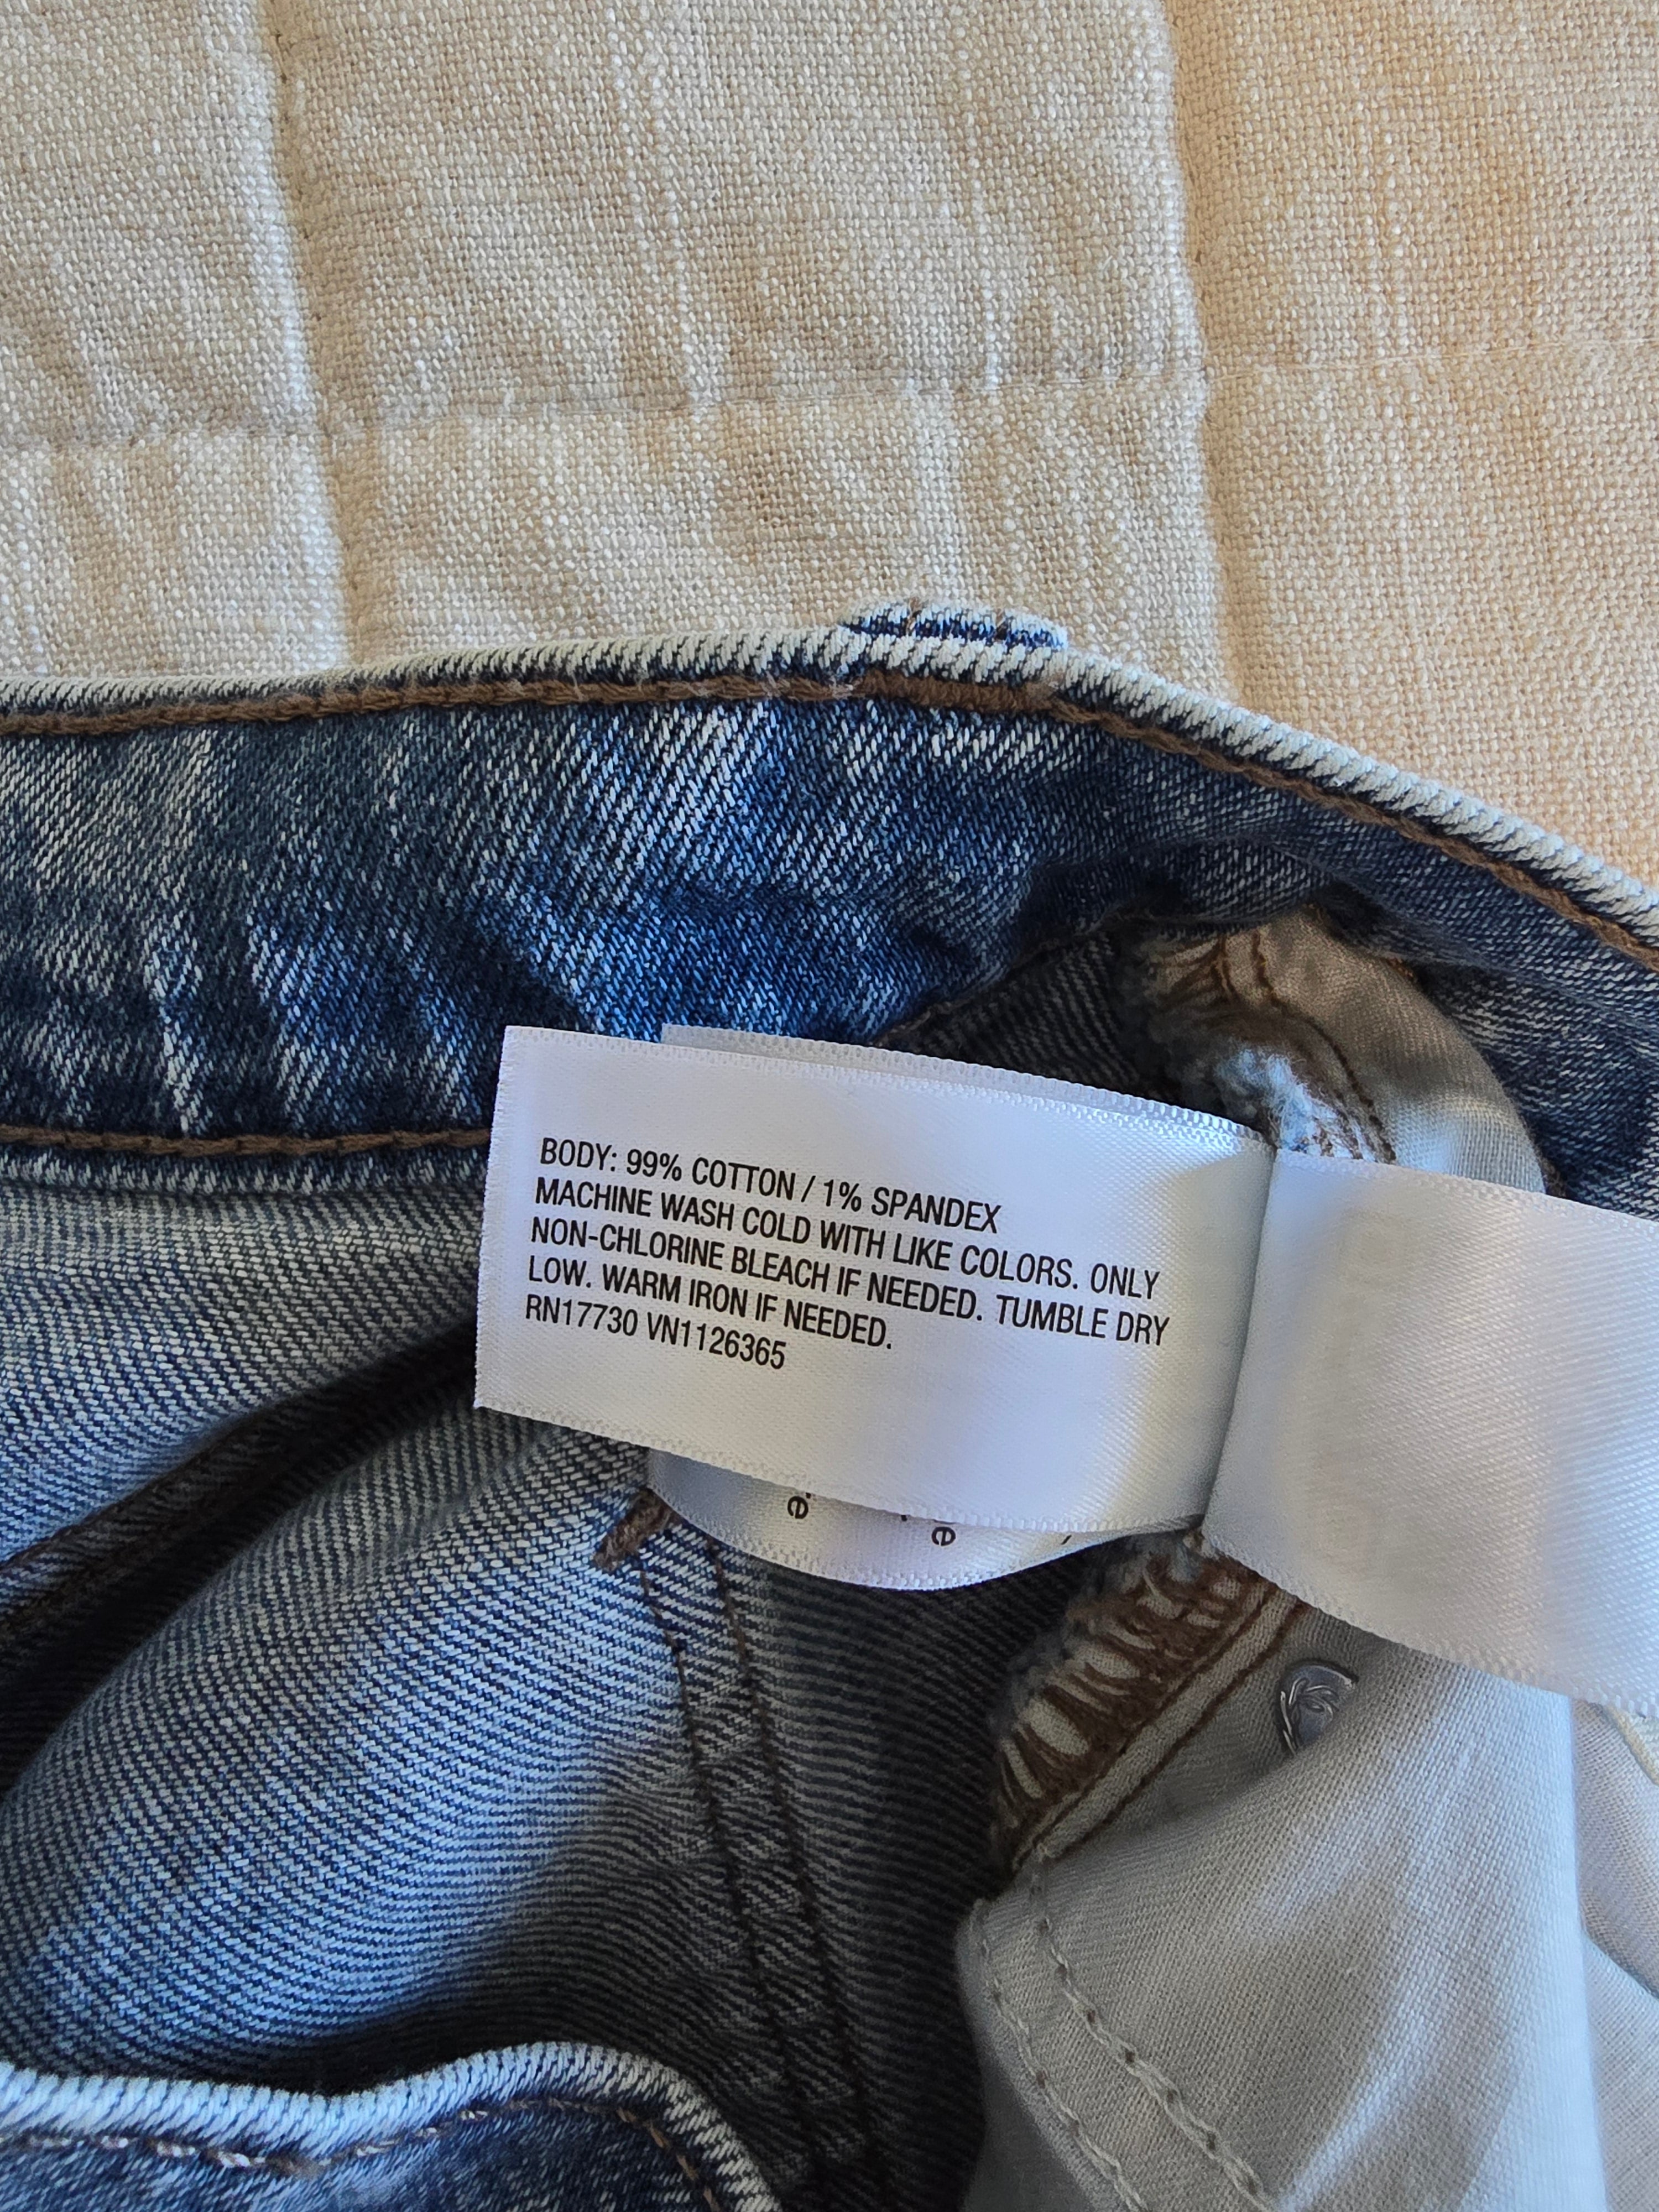 BODY: 99% COTTON / 1% SPANDEX
MACHINE WASH COLD WITH LIKE COLORS. ONLY
NON-CHLORINE BLEACH IF NEEDED. TUMBLE DRY
LOW. WARM IRON IF NEEDED.
RN17730 VN1126365